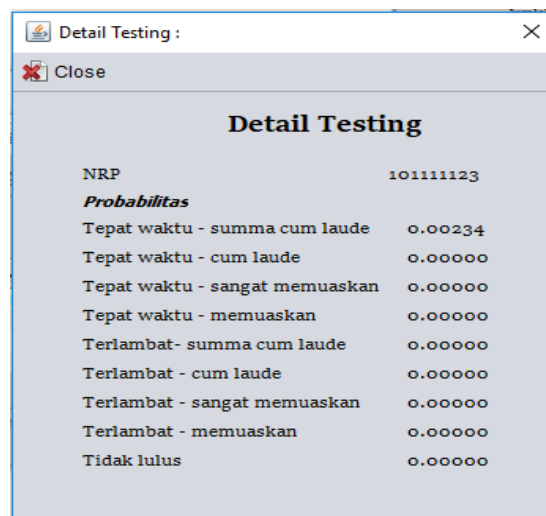 Detail Testing :
Close
Detail Testing
NRP 101111123
Probabilitas
Tepat waktu - summa cum laude 0.00234
Tepat waktu - cum laude 0.00000
Tepat waktu - sangat memuaskan 0.00000
Tepat waktu - memuaskan 0.00000
Terlambat- summa cum laude 0.00000
Terlambat - cum laude 0.00000
Terlambat - sangat memuaskan 0.00000
Terlambat - memuaskan 0.00000
Tidak lulus 0.00000